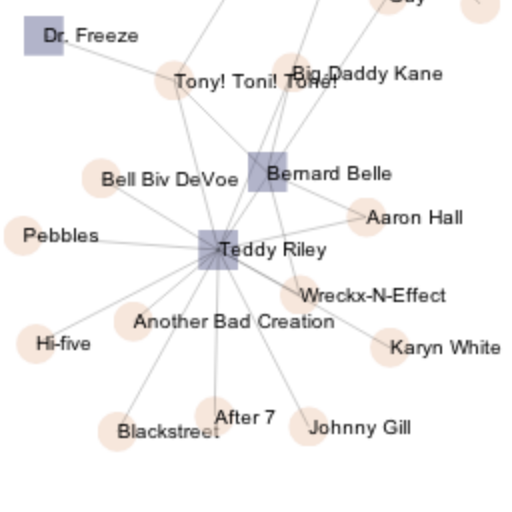 Guy
Dr. Freeze
Big Daddy Kane
Tony! Toni! Toné!
Bernard Belle
Bell Biv DeVoe
Aaron Hall
Pebbles
Teddy Riley
Wreckx-N-Effect
Another Bad Creation
Hi-five
Karyn White
After 7
Johnny Gill
Blackstreet